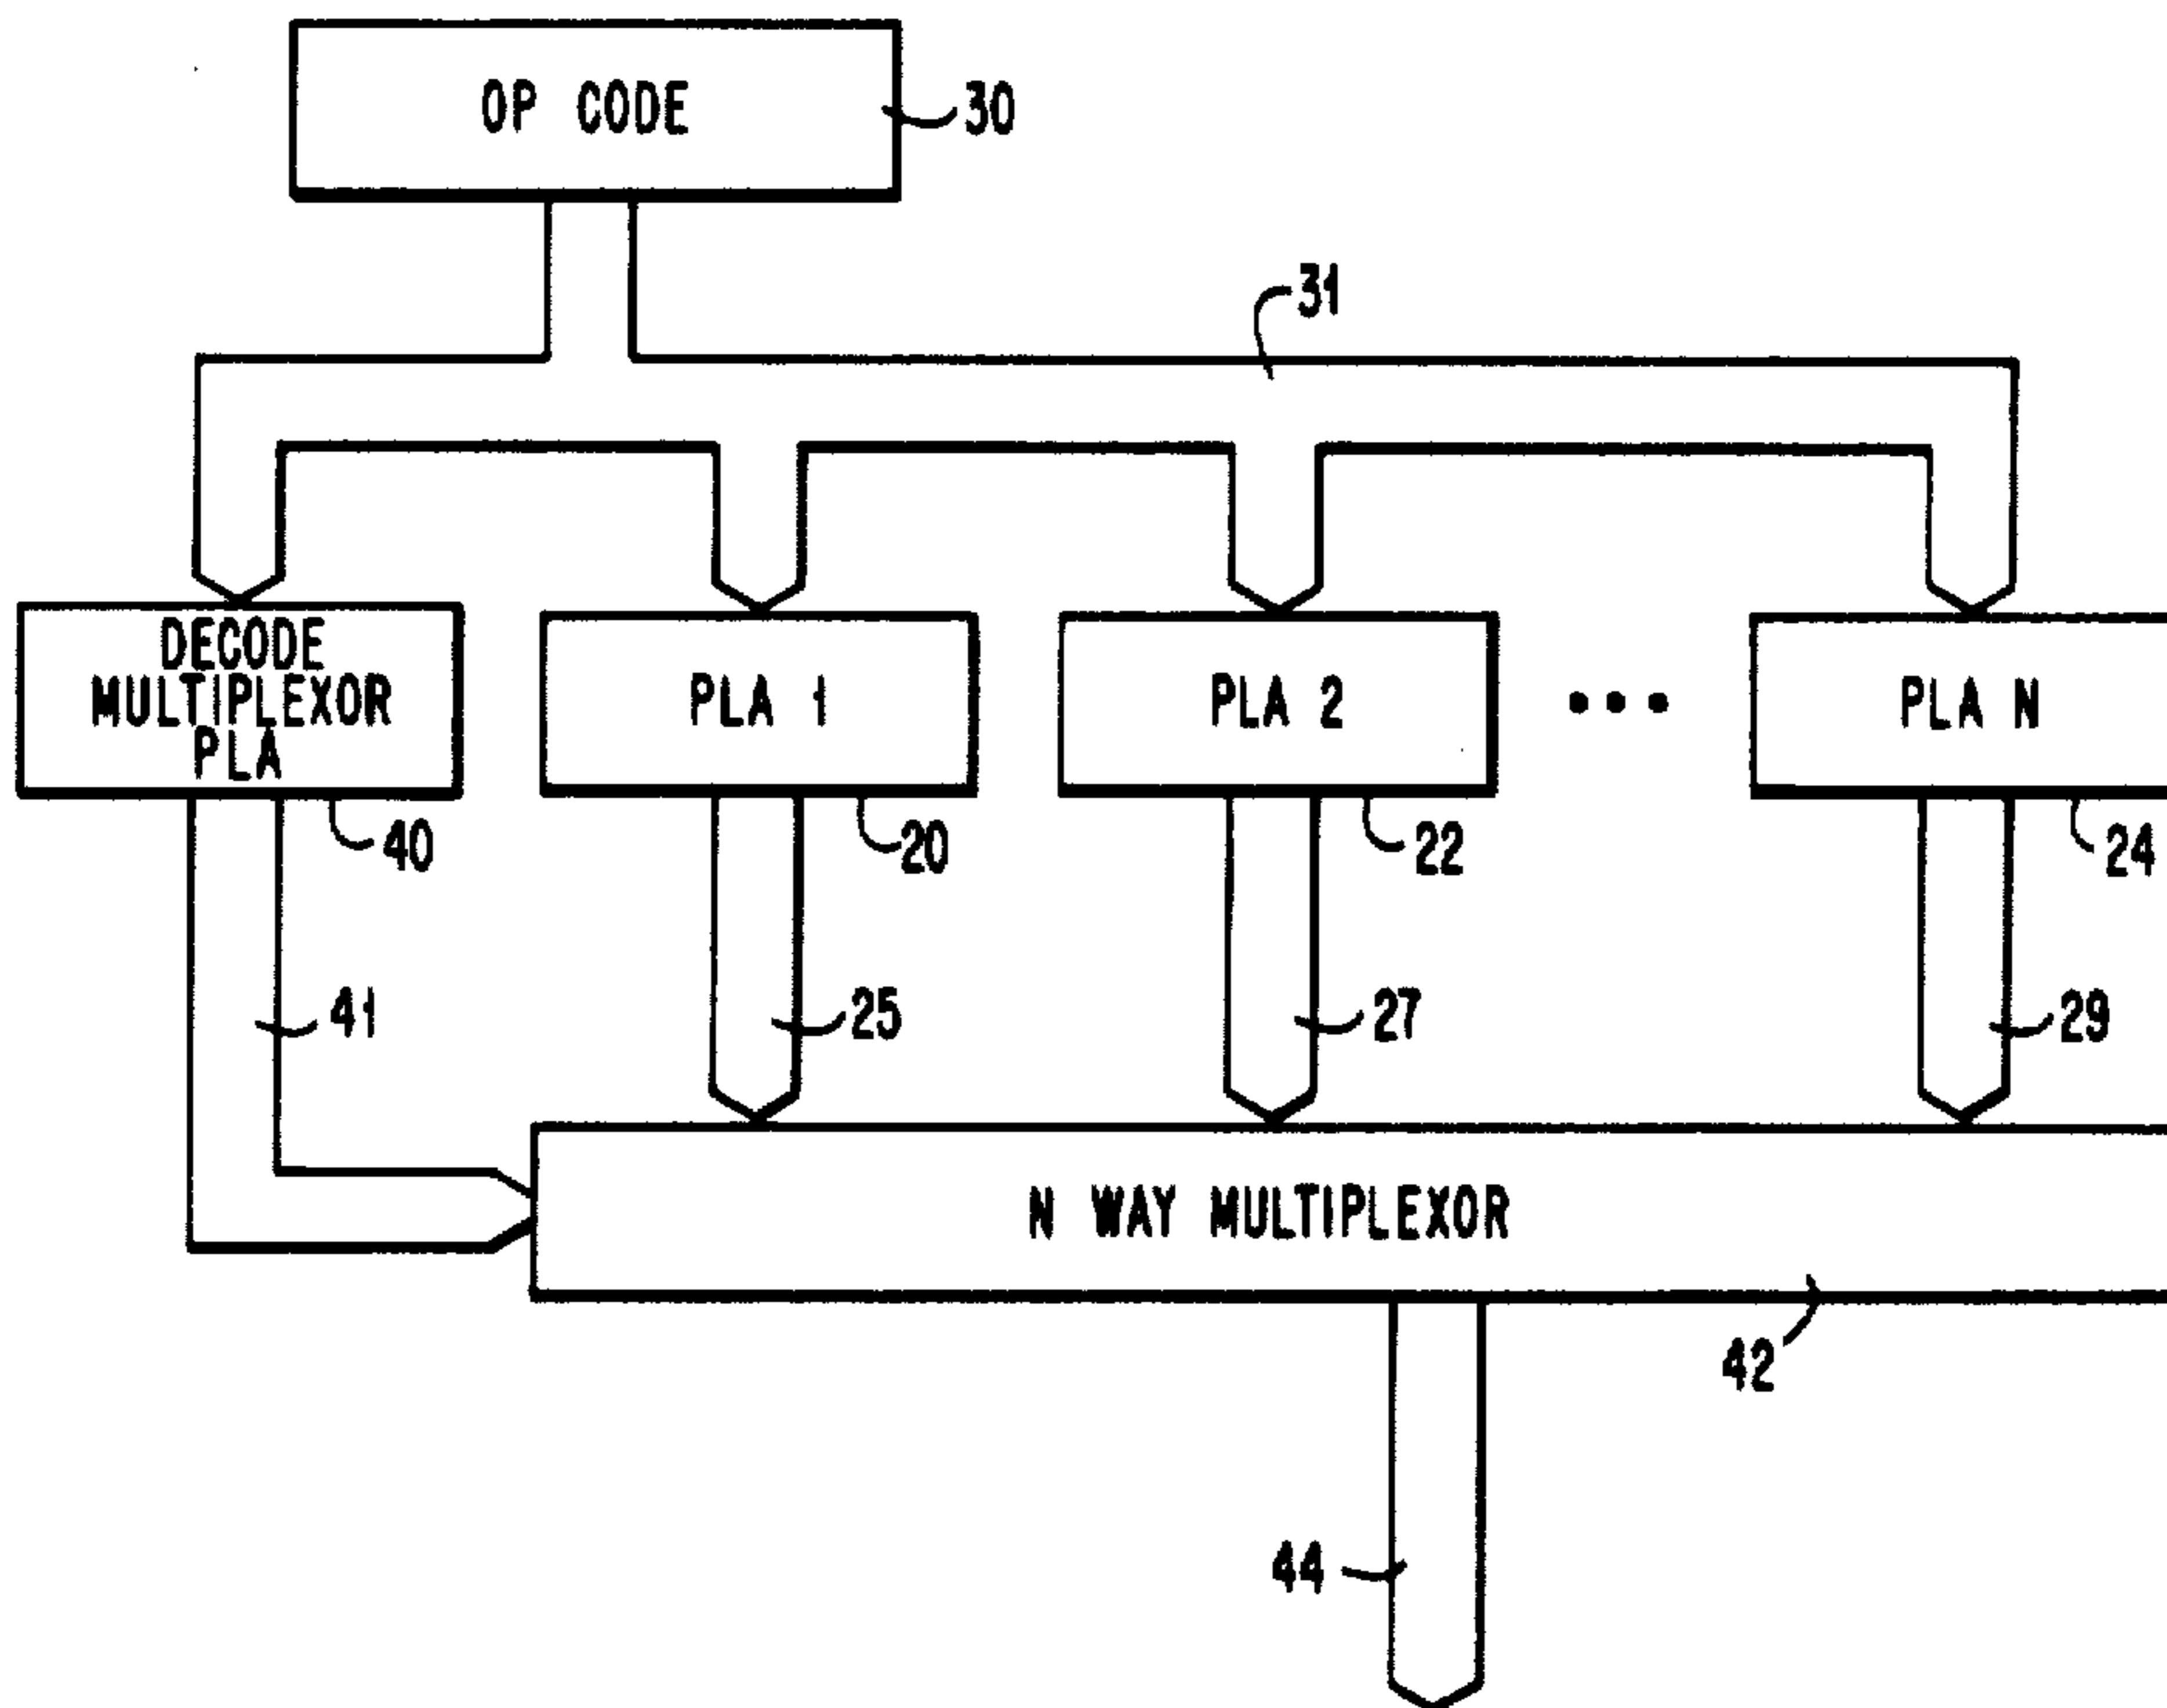 OP CODE
30
31
DECODE
MULTIPLEXOR
PLA
PLA 1
PLA 2
PLA N
40
20
22
24
41
25
27
29
N WAY MULTIPLEXOR
42
44